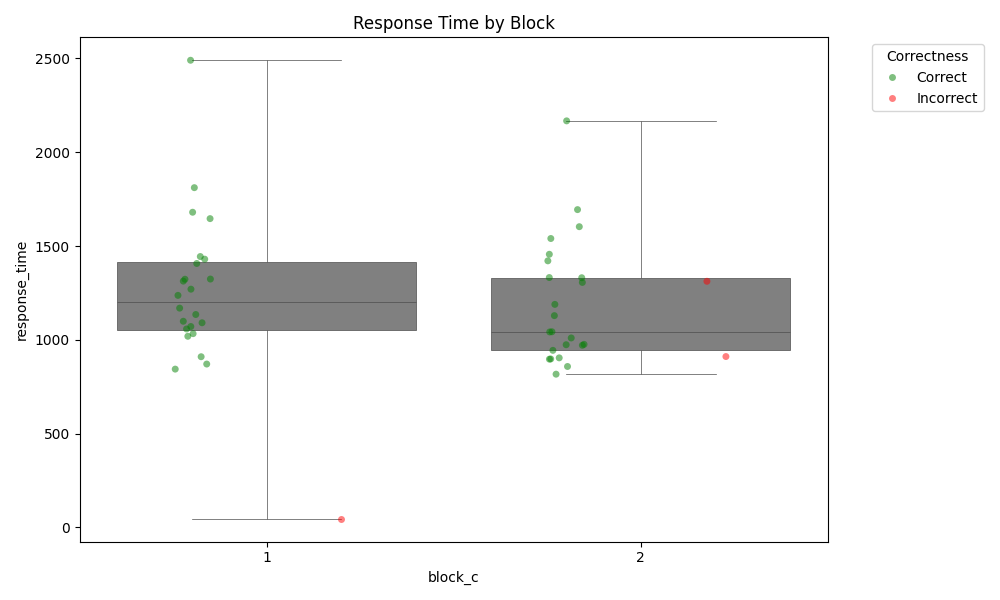 Response Time by Block
Correctness
Correct
Incorrect
response_time
2500
2000
1500
1000
500
0
1
2
block_c